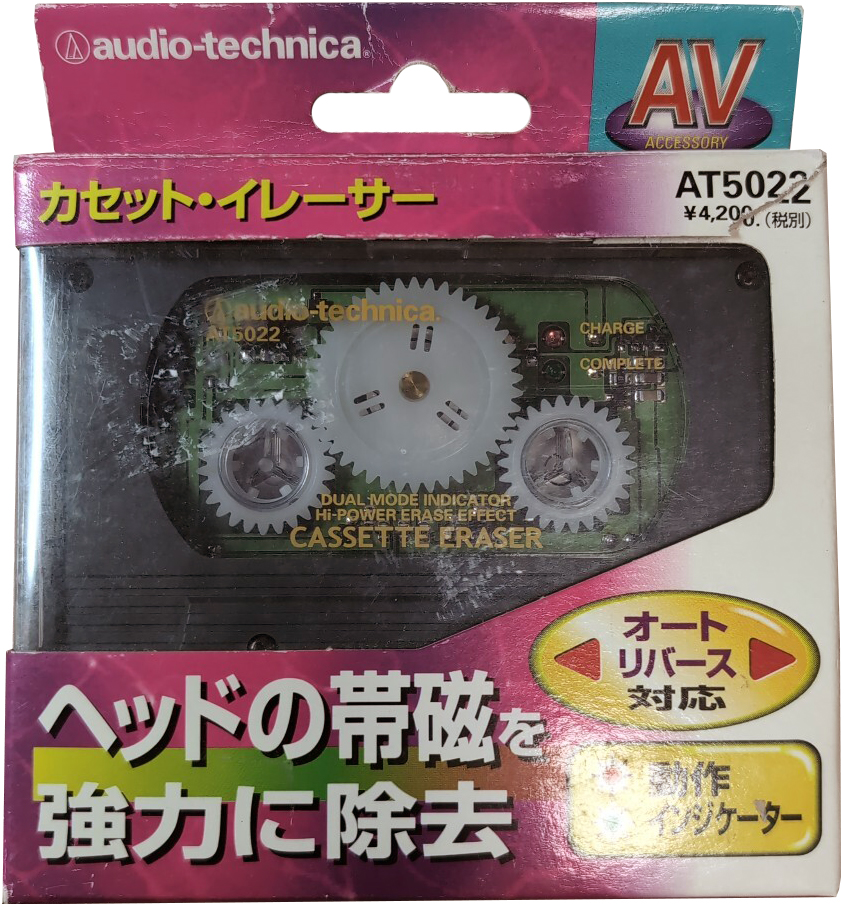 audio-technica®
AV
ACCESSORY
カセット・イレーサー
AT5022
¥4,200.(税別)
audio-technica.
AT5022
CHARGE
COMPLETE
DUAL MODE INDICATOR
Hi-POWER ERASE EFFECT
CASSETTE ERASER
オート
リバース
対応
ヘッドの帯磁を
強力に除去
動作
インジケーター